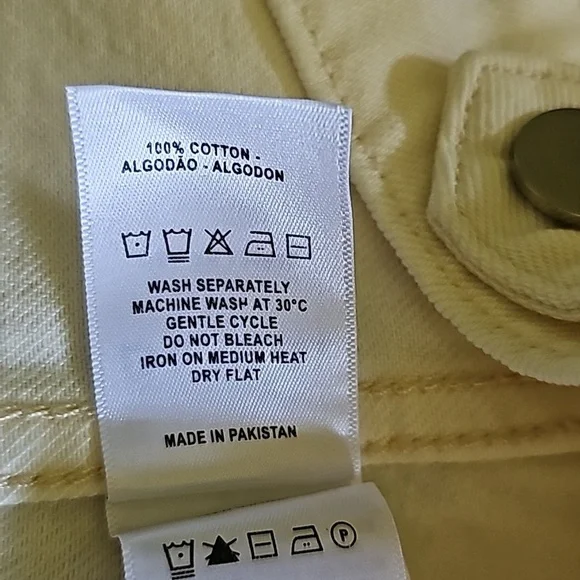 100% COTTON -
ALGODÃO - ALGODON
WASH SEPARATELY
MACHINE WASH AT 30°C
GENTLE CYCLE
DO NOT BLEACH
IRON ON MEDIUM HEAT
DRY FLAT
MADE IN PAKISTAN
P